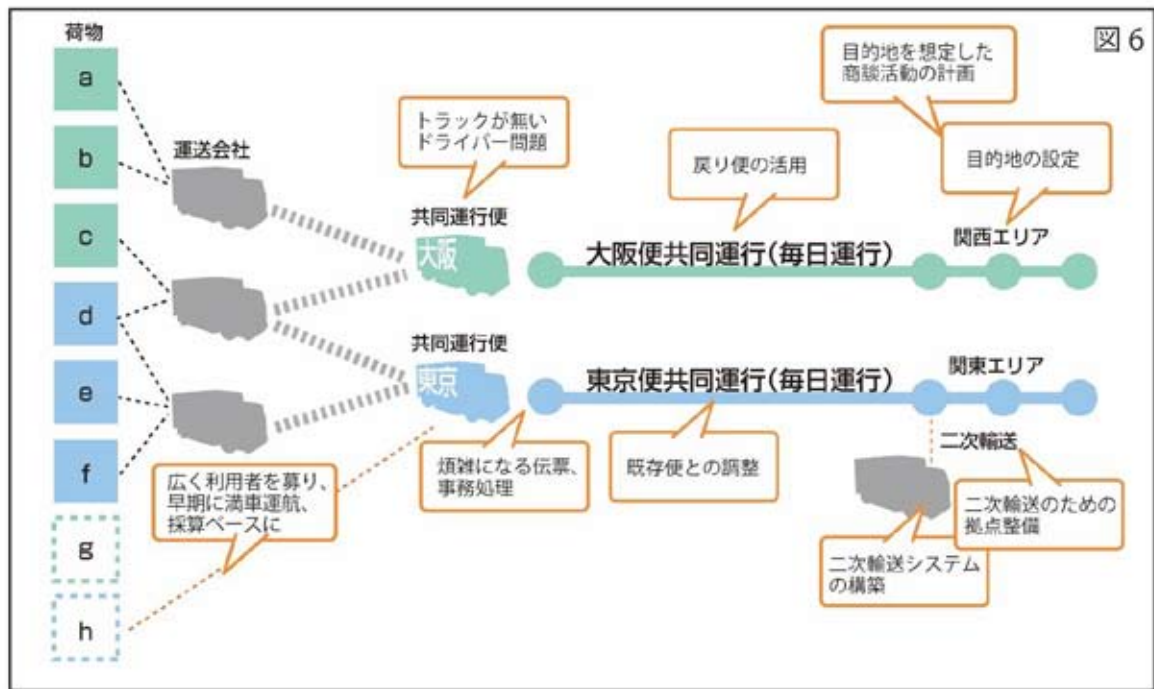 図 6
荷物
a
b
c
d
e
f
g
h
運送会社
トラックが無い
ドライバー問題
共同運行便
大阪
共同運行便
東京
戻り便の活用
目的地を想定した
商談活動の計画
目的地の設定
大阪便共同運行(毎日運行)
関西エリア
東京便共同運行(毎日運行)
関東エリア
広く利用者を募り、
早期に満車運航、
採算ベースに
煩雑になる伝票、
事務処理
既存便との調整
二次輸送
二次輸送のための
拠点整備
二次輸送システム
の構築